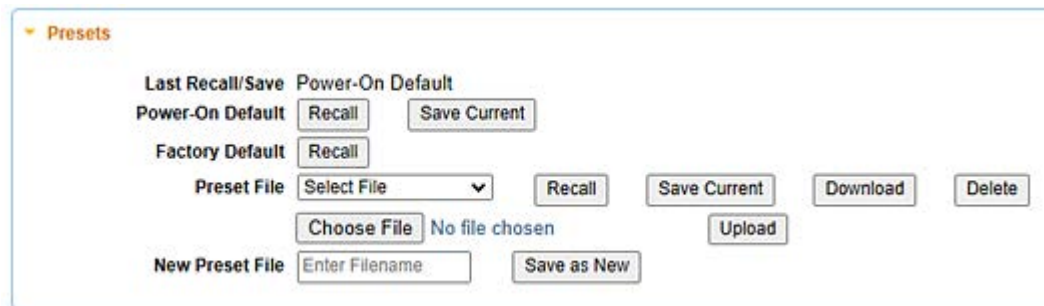 Presets
Last Recall/Save Power-On Default
Power-On Default Recall Save Current
Factory Default Recall
Preset File Select File Recall Save Current Download Delete
Choose File No file chosen Upload
New Preset File Enter Filename Save as New